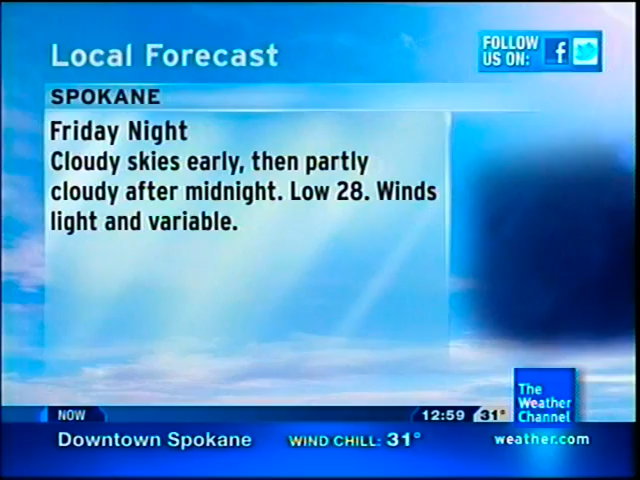 Local Forecast
FOLLOW
US ON:
f
SPOKANE
Friday Night
Cloudy skies early, then partly
cloudy after midnight. Low 28. Winds
light and variable.
The
Weather
Channel
NOW
12:59 31°
Downtown Spokane WIND CHILL: 31°
weather.com